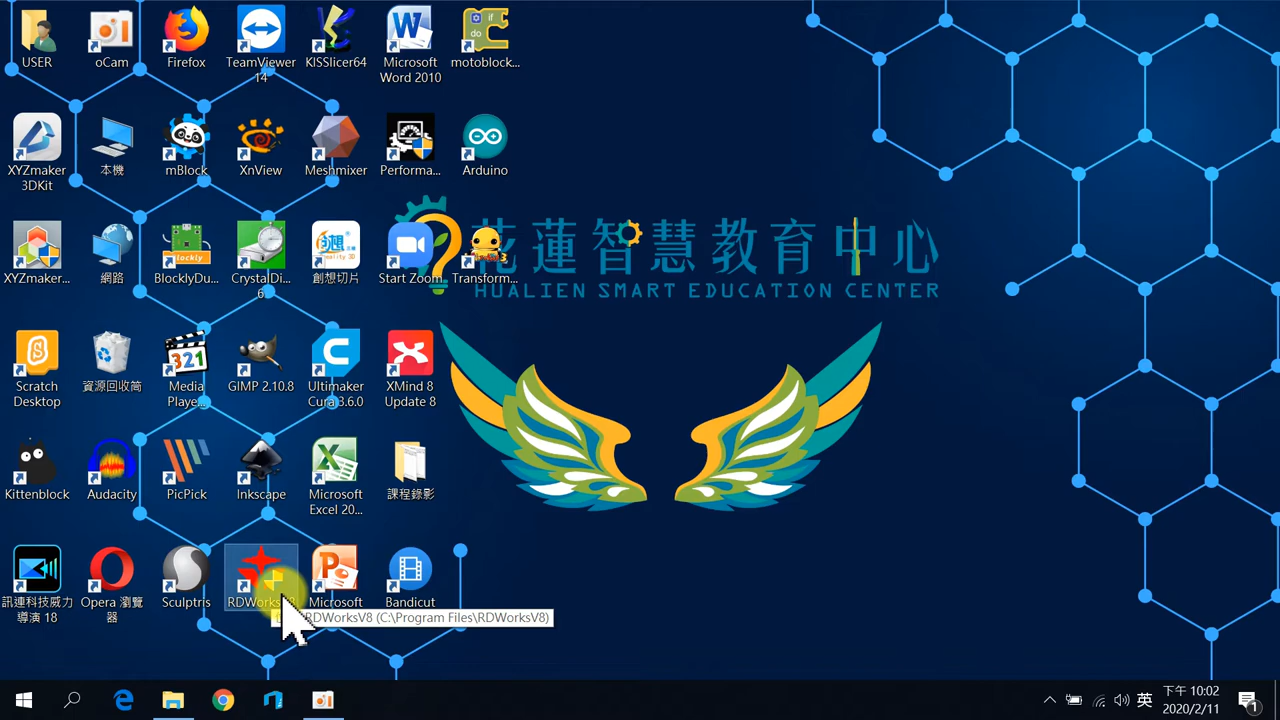 USER
oCam
Firefox
TeamViewer
14
KISSlicer64
Microsoft
Word 2010
motoblock...
XYZmaker
3DKit
本機
mBlock
XnView
Meshmixer
Performa...
Arduino
花蓮智慧教育中心
HUALIEN SMART EDUCATION CENTER
XYZmaker...
網路
BlocklyDu...
CrystalDi...
創想切片
Start Zoom
Transform...
Scratch
Desktop
資源回收筒
321
Media
Playe...
GIMP 2.10.8
Ultimaker
Cura 3.6.0
XMind 8
Update 8
Kittenblock
Audacity
PicPick
Inkscape
Microsoft
Excel 20...
課程錄影
訊連科技威力
導演 18
Opera 瀏覽
器
Sculptris
RDWorksV8
Microsoft
Bandicut
RDWorksV8 (C:\Program Files\RDWorksV8)
英
下午 10:02
2020/2/11
1